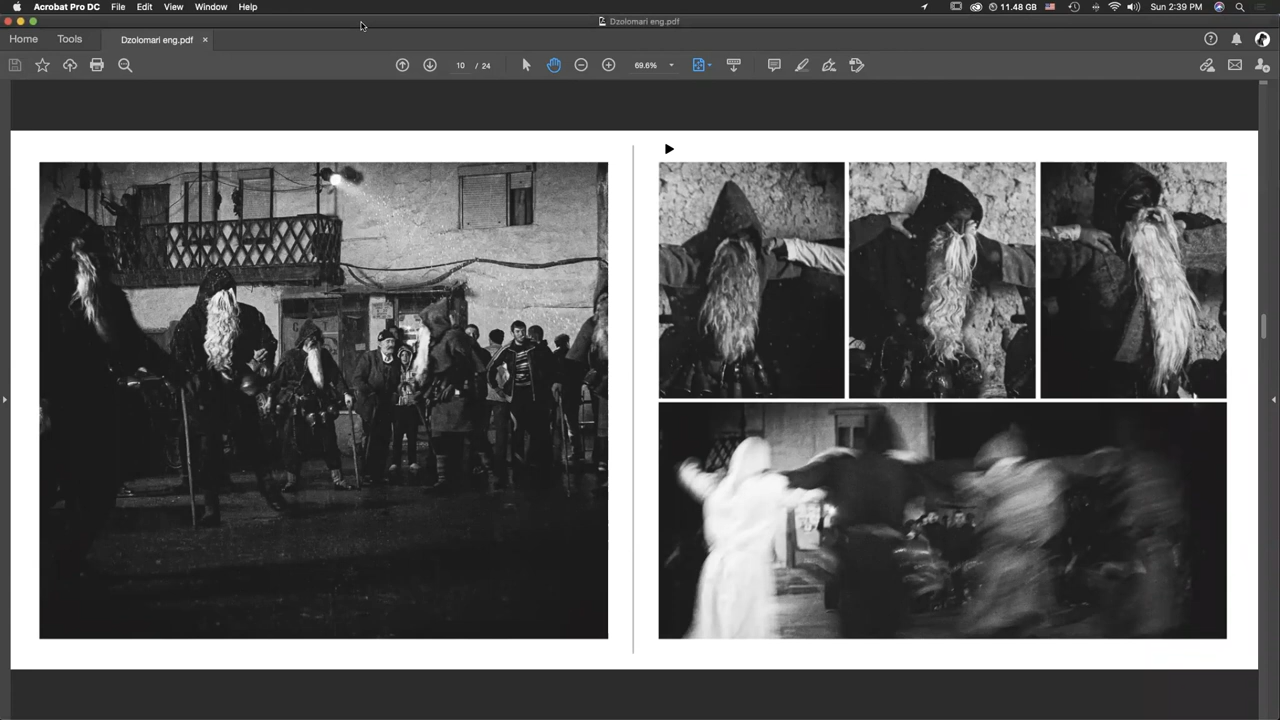 Acrobat Pro DC File Edit View Window Help 11.48 GB Sun 2:39 PM
Dzolomari eng.pdf
Home Tools Dzolomari eng.pdf ×
10 / 24 69.6%